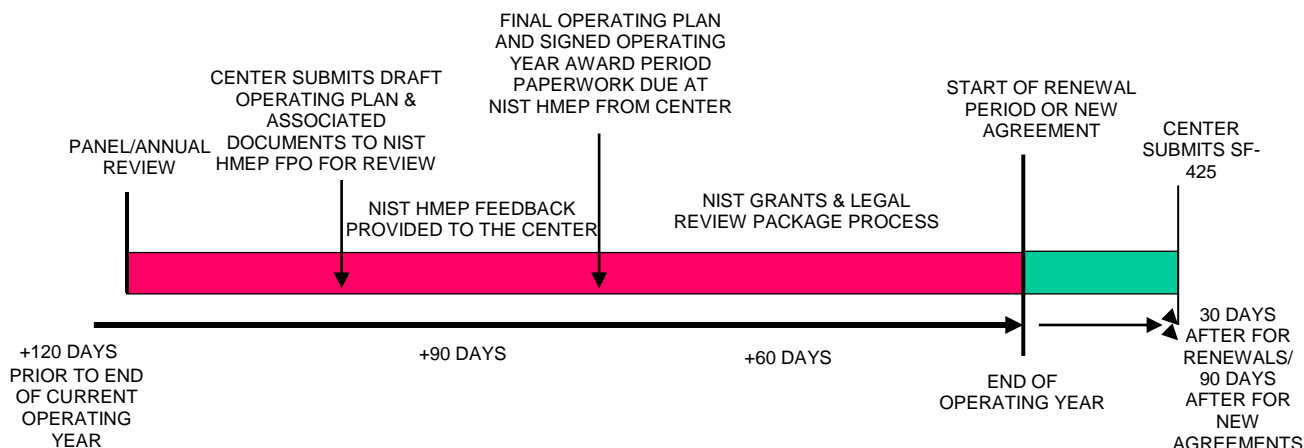 PANEL/ANNUAL
REVIEW
CENTER SUBMITS DRAFT
OPERATING PLAN &
ASSOCIATED
DOCUMENTS TO NIST
HMEP FPO FOR REVIEW
FINAL OPERATING PLAN
AND SIGNED OPERATING
YEAR AWARD PERIOD
PAPERWORK DUE AT
NIST HMEP FROM CENTER
START OF RENEWAL
PERIOD OR NEW
AGREEMENT
CENTER
SUBMITS SF-
425
NIST HMEP FEEDBACK
PROVIDED TO THE CENTER
NIST GRANTS & LEGAL
REVIEW PACKAGE PROCESS
+120 DAYS
PRIOR TO END
OF CURRENT
OPERATING
YEAR
+90 DAYS
+60 DAYS
END OF
OPERATING YEAR
30 DAYS
AFTER FOR
RENEWALS/
90 DAYS
AFTER FOR
NEW
AGREEMENTS